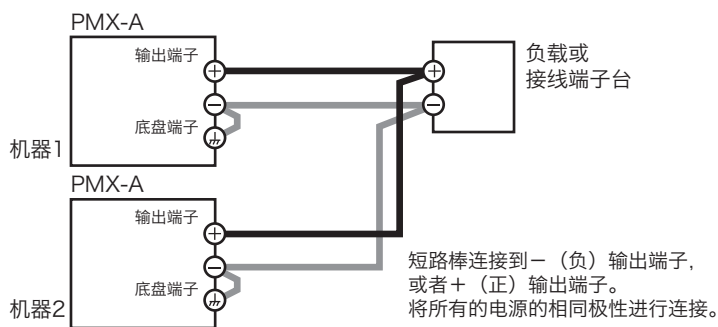 PMX-A
输出端子
+
−
底盘端子
机器1
+
−
负载或
接线端子台
PMX-A
输出端子
+
−
底盘端子
机器2
短路棒连接到－（负）输出端子,
或者＋（正）输出端子。
将所有的电源的相同极性进行连接。